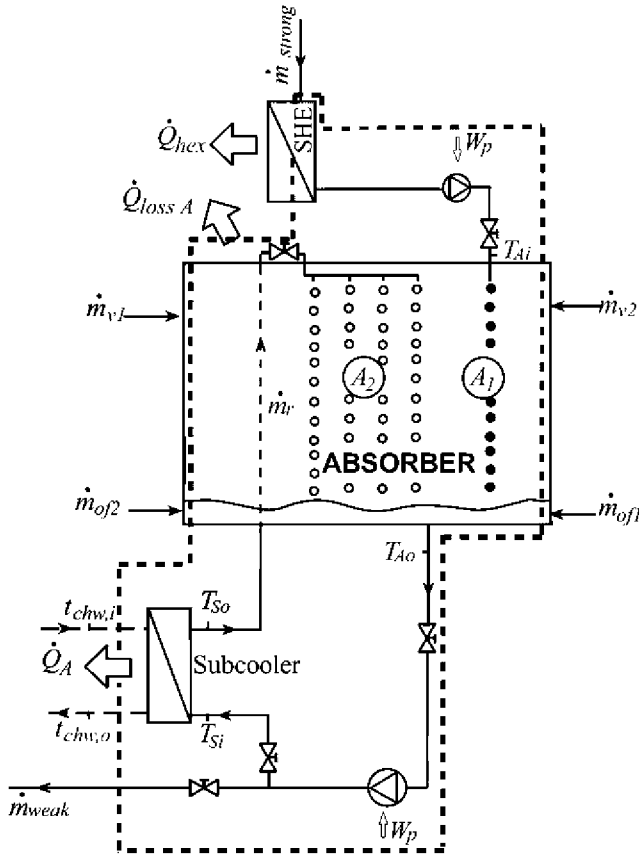 ṁ strong
SHE
Q̇hex
Wp
Q̇loss A
TAi
ṁv1
ṁv2
A2
A1
ṁr
ABSORBER
ṁof2
ṁof1
TAo
tchw,i
TSo
Q̇A
Subcooler
tchw,o
TSi
ṁweak
Wp